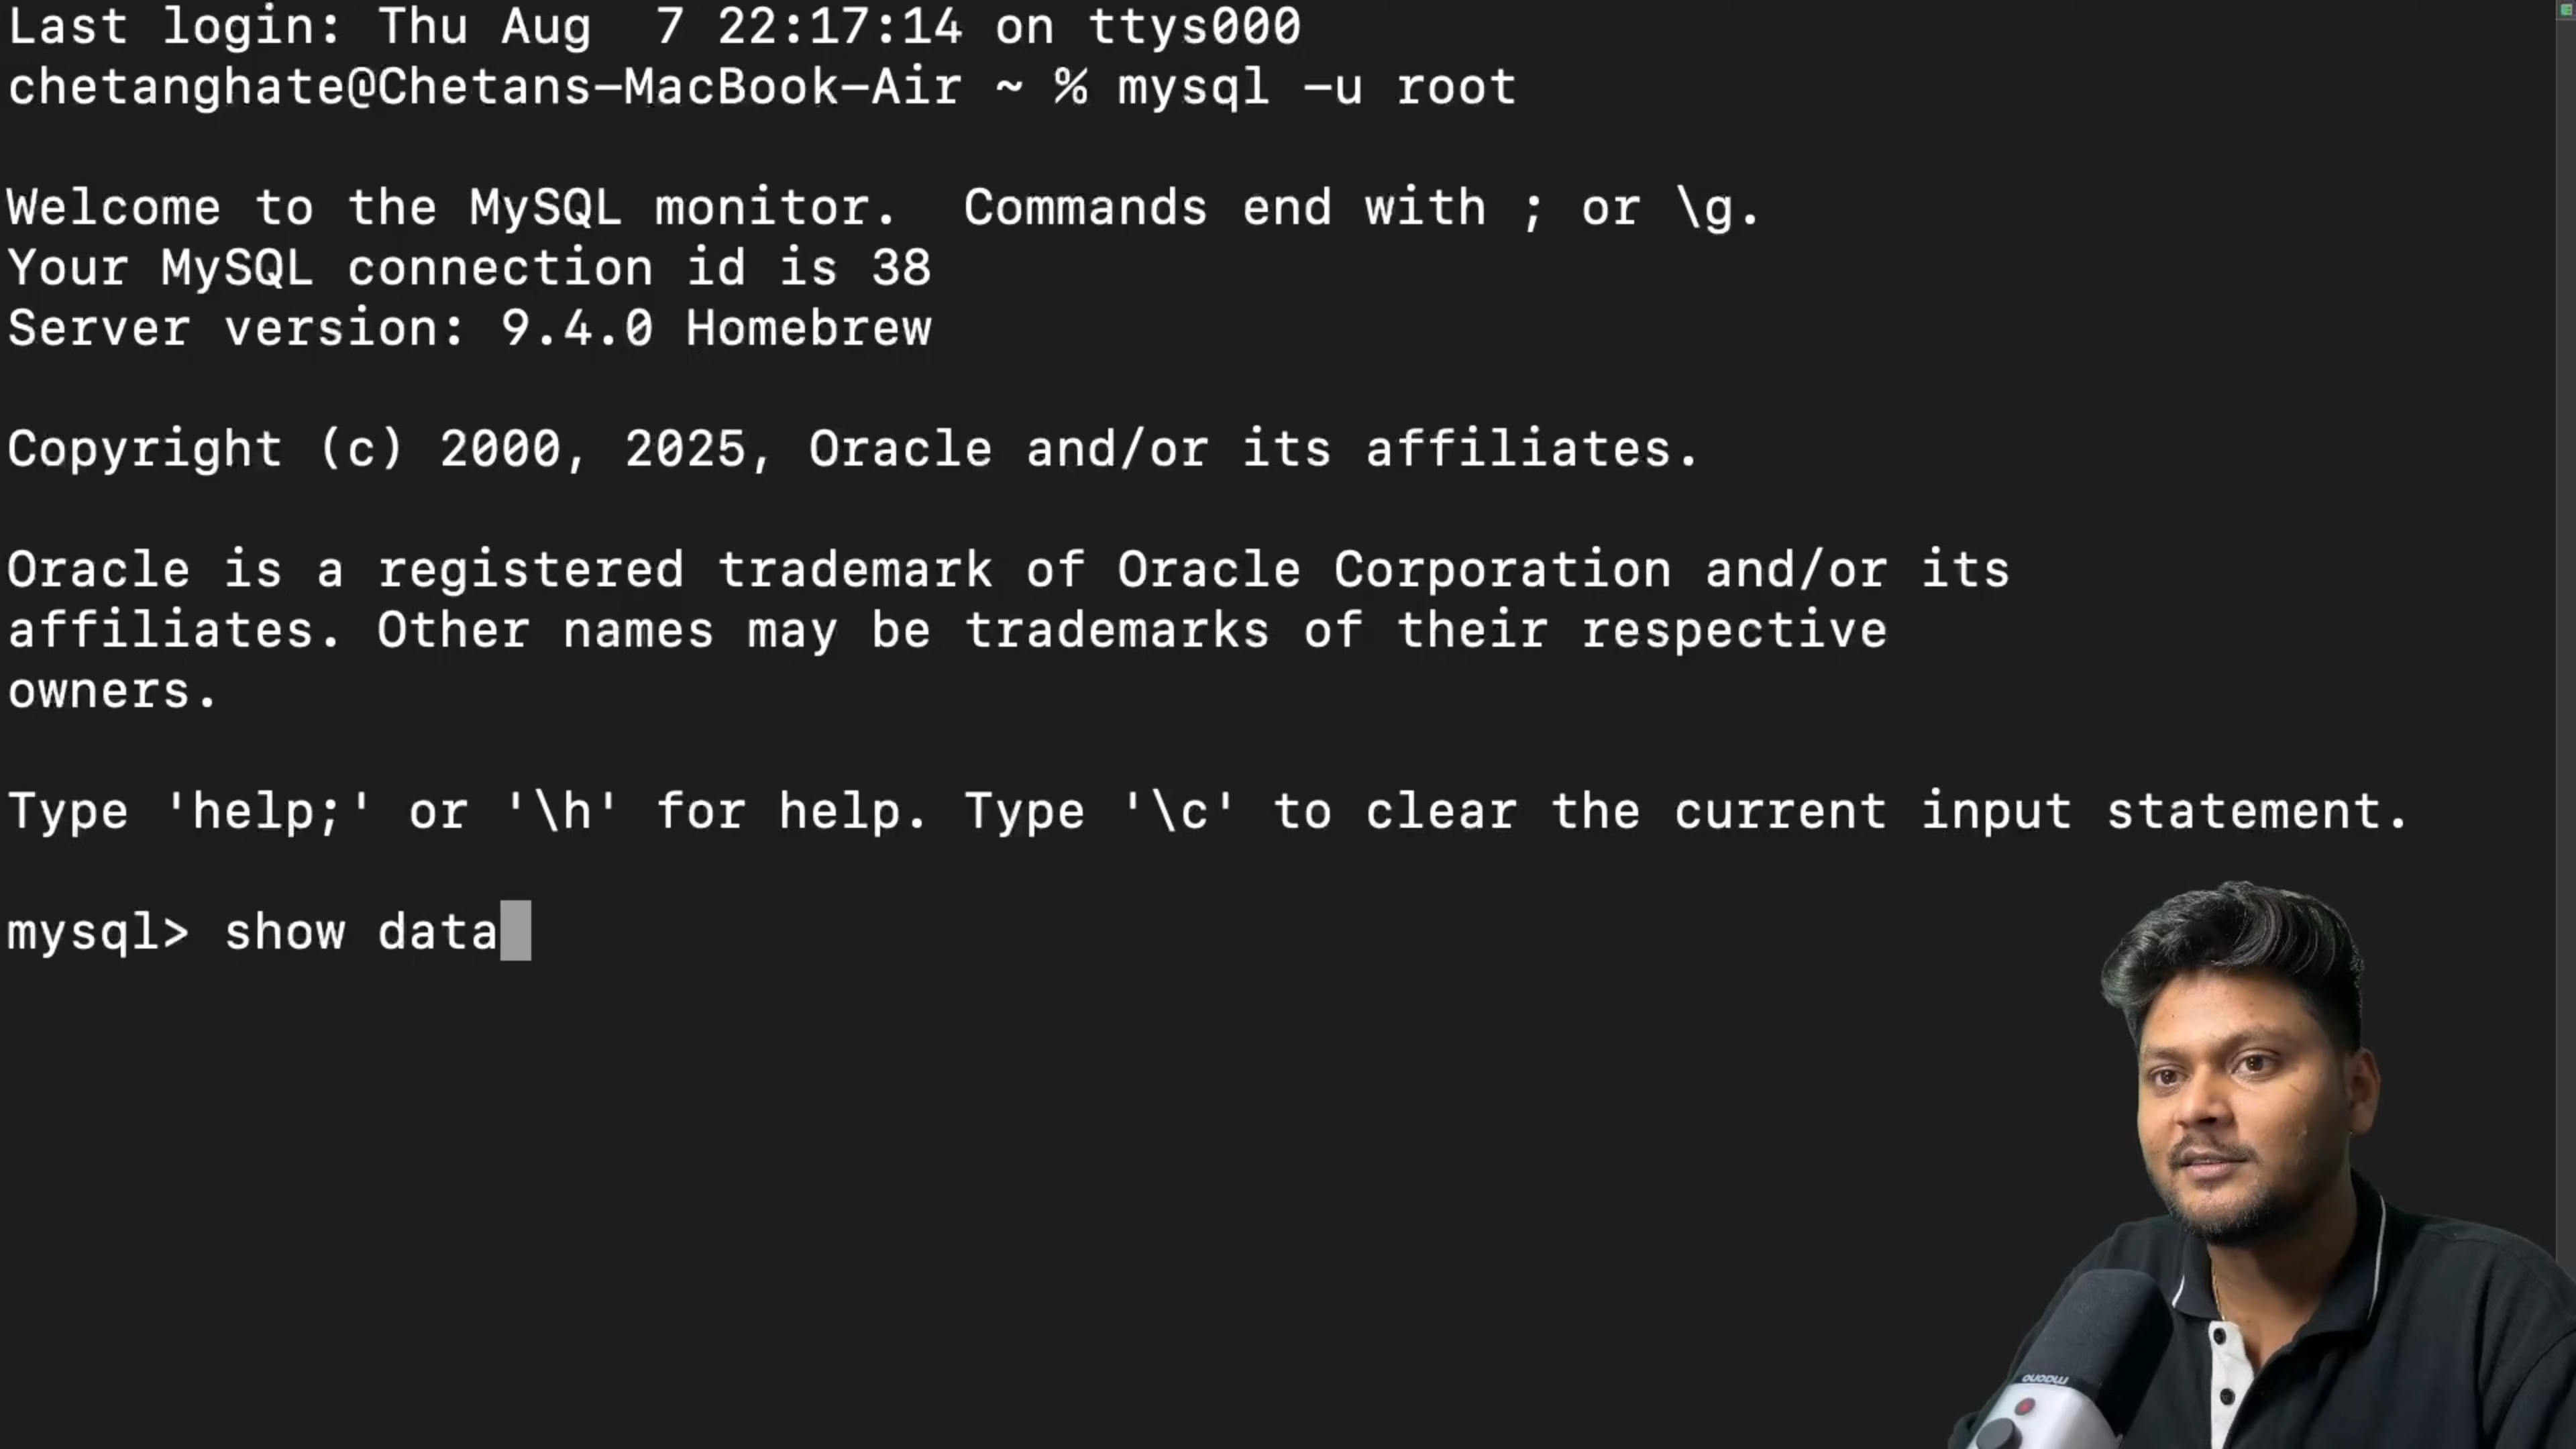 Last login: Thu Aug  7 22:17:14 on ttys000
chetanghate@Chetans-MacBook-Air ~ % mysql -u root
Welcome to the MySQL monitor.  Commands end with ; or \g.
Your MySQL connection id is 38
Server version: 9.4.0 Homebrew
Copyright (c) 2000, 2025, Oracle and/or its affiliates.
Oracle is a registered trademark of Oracle Corporation and/or its
affiliates. Other names may be trademarks of their respective
owners.
Type 'help;' or '\h' for help. Type '\c' to clear the current input statement.
mysql> show data
maono